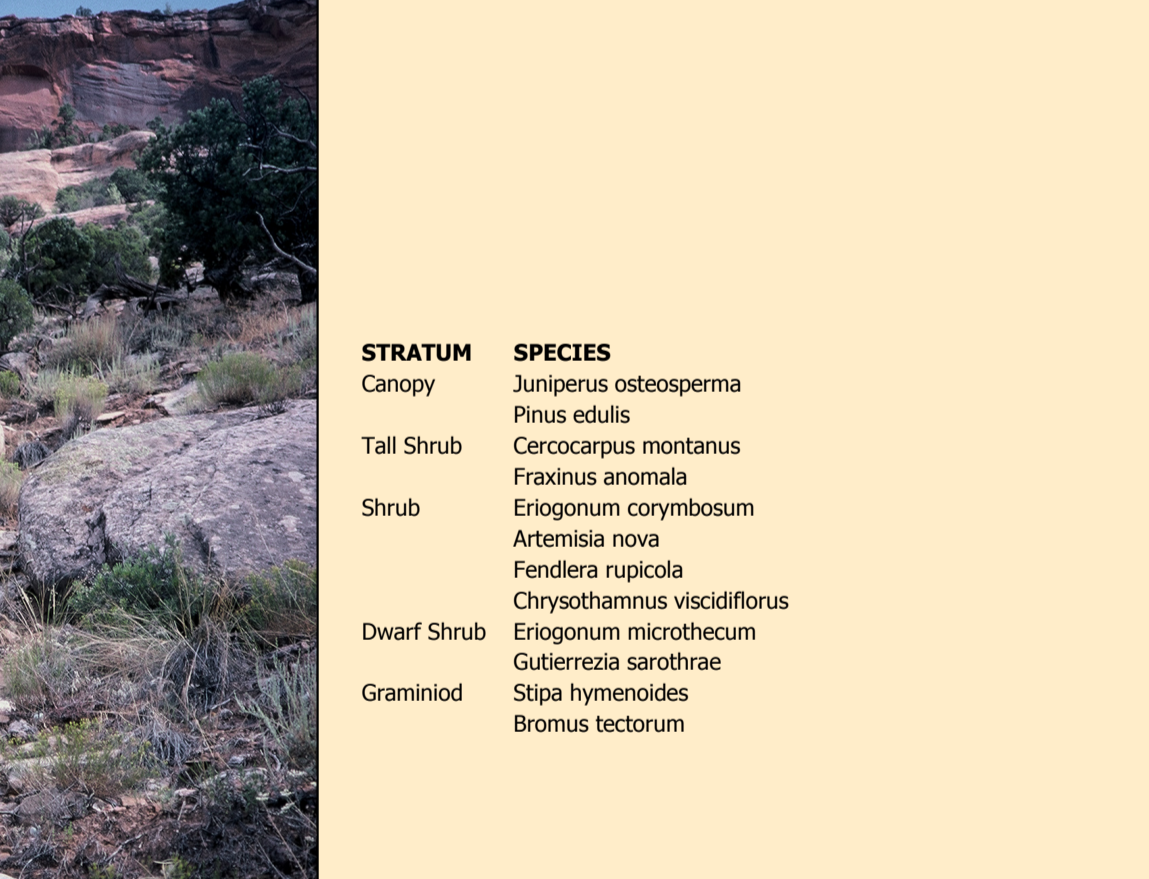 STRATUM SPECIES
Canopy Juniperus osteosperma
Pinus edulis
Tall Shrub Cercocarpus montanus
Fraxinus anomala
Shrub Eriogonum corymbosum
Artemisia nova
Fendlera rupicola
Chrysothamnus viscidiflorus
Dwarf Shrub Eriogonum microthecum
Gutierrezia sarothrae
Graminiod Stipa hymenoides
Bromus tectorum